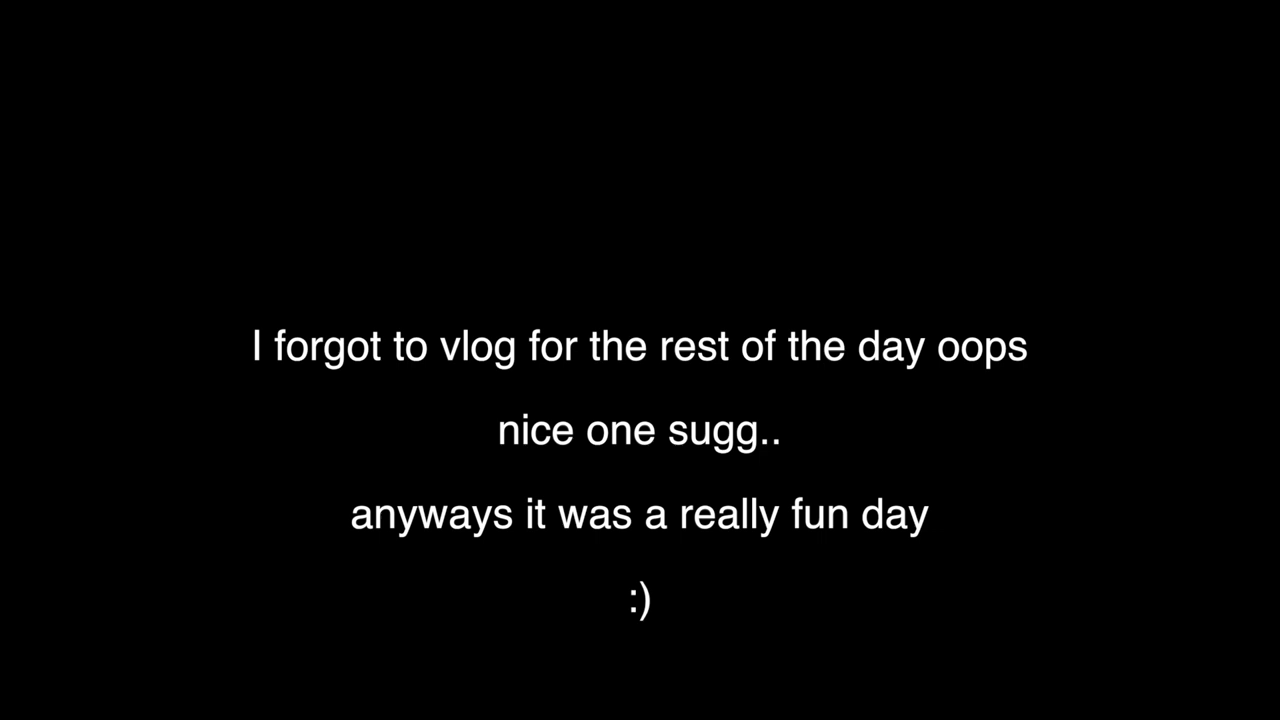 I forgot to vlog for the rest of the day oops
nice one sugg..
anyways it was a really fun day
:)